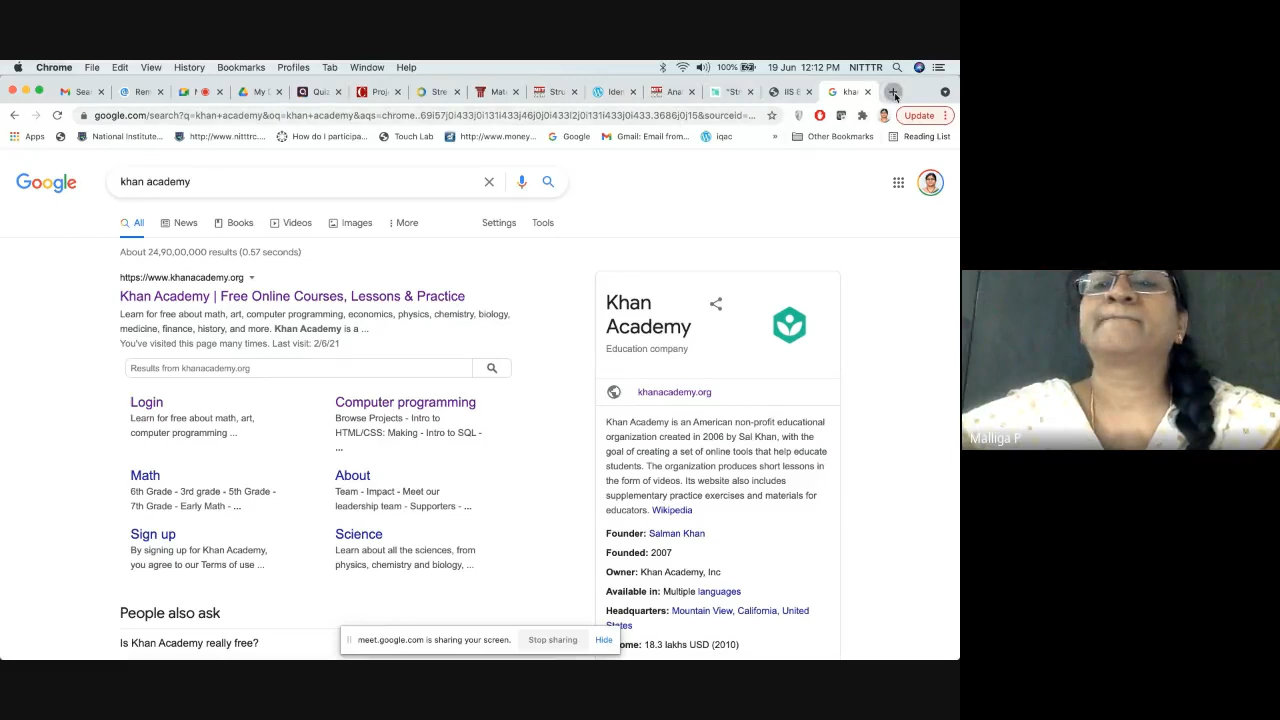 Chrome File Edit View History Bookmarks Profiles Tab Window Help 100% 19 Jun 12:12 PM NITTTR
Sea Ren My D Quiz Proj Stre Mate Stru Iden Ana "Str IIS & kha
google.com/search?q=khan+academy&oq=khan+academy&aqs=chrome..69i57j0i433j0i131i433j46j0i433j0i2j0i131j433j0i433.3686j0j15&sourceid=... Update
Apps National Institute... http://www.nitttrc.... How do I participa... Touch Lab http://www.money... Google Gmail: Email from... iqac » Other Bookmarks Reading List
Google khan academy
All News Books Videos Images More Settings Tools
About 24,90,00,000 results (0.57 seconds)
https://www.khanacademy.org
Khan Academy | Free Online Courses, Lessons & Practice
Learn for free about math, art, computer programming, economics, physics, chemistry, biology,
medicine, finance, history, and more. Khan Academy is a ...
You've visited this page many times. Last visit: 2/6/21
Results from khanacademy.org
Login
Learn for free about math, art,
computer programming ...
Computer programming
Browse Projects - Intro to
HTML/CSS: Making - Intro to SQL -
...
Math
6th Grade - 3rd grade - 5th Grade -
7th Grade - Early Math - ...
About
Team - Impact - Meet our
leadership team - Supporters - ...
Sign up
By signing up for Khan Academy,
you agree to our Terms of use ...
Science
Learn about all the sciences, from
physics, chemistry and biology, ...
People also ask
Is Khan Academy really free?
Khan
Academy
Education company
khanacademy.org
Khan Academy is an American non-profit educational
organization created in 2006 by Sal Khan, with the
goal of creating a set of online tools that help educate
students. The organization produces short lessons in
the form of videos. Its website also includes
supplementary practice exercises and materials for
educators. Wikipedia
Founder: Salman Khan
Founded: 2007
Owner: Khan Academy, Inc
Available in: Multiple languages
Headquarters: Mountain View, California, United
States
ome: 18.3 lakhs USD (2010)
meet.google.com is sharing your screen. Stop sharing Hide
Malliga P